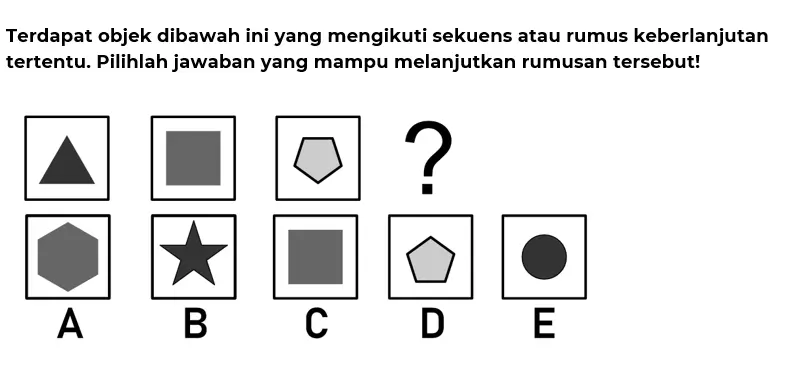 Terdapat objek dibawah ini yang mengikuti sekuens atau rumus keberlanjutan
tertentu. Pilihlah jawaban yang mampu melanjutkan rumusan tersebut!
?
A B C D E